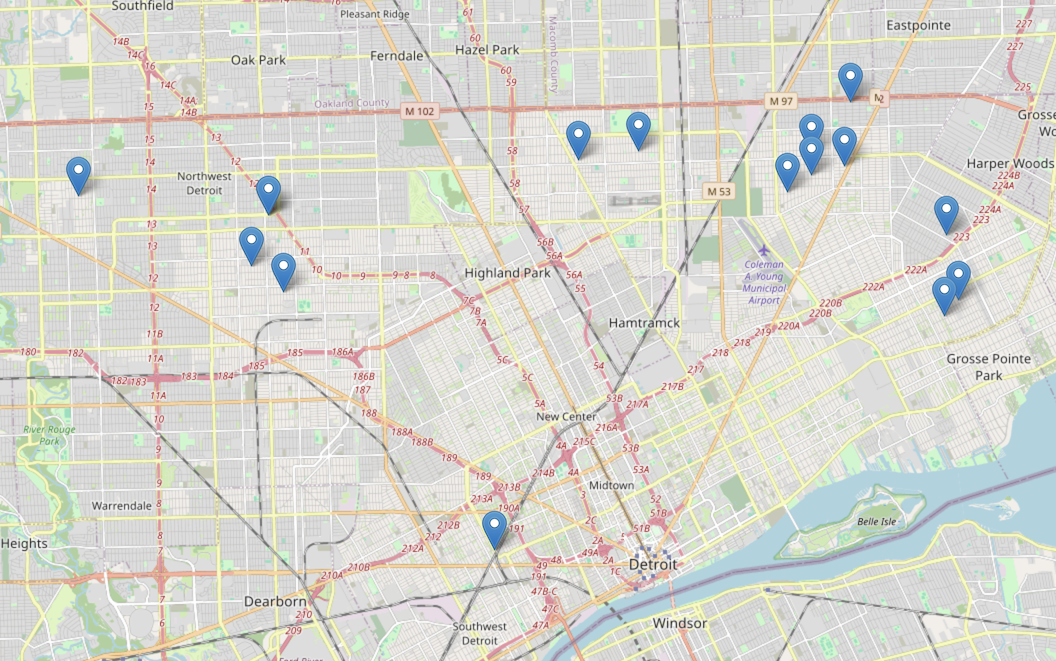 Southfield
Pleasant Ridge
61
227
Eastpointe
14B
14C
60
Hazel Park
Ferndale
Oak Park
227
60
59
16
14C
225
15
14A
14B
Oakland County
Macomb County
M 102
M 97
Grosse
15
13
58
12
Harper Woods
Northwest
Detroit
14
58
M 53
224B
224A
57
13
224A
223
13
11
56B
56A
Coleman
A. Young
Municipal
Airport
222A
12
10
10
9
9-8
8
Highland Park
56A
55
222A
7C
7B
7A
220B
220B
220A
219
Hamtramck
11B
218
218
180
182
11A
185
186A
5C
54
217
Grosse Pointe
Park
182
183
183
184
185
186B
5C
217B
11A
187
5A
53B
217A
10
188
New Center
216A
River Rouge
Park
188A
188B
4A
215C
53B
9
189
214B
4A
53A
189
213B
Midtown
213A
190A
3
52
Warrendale
8
212B
191
2C
51B
51B
Belle Isle
Heights
212
2A
212A
49A
2A
48
Detroit
210B
49
1C
7
210A
191
47B-C
Dearborn
210
47C
6
209
47A
Southwest
Detroit
Windsor